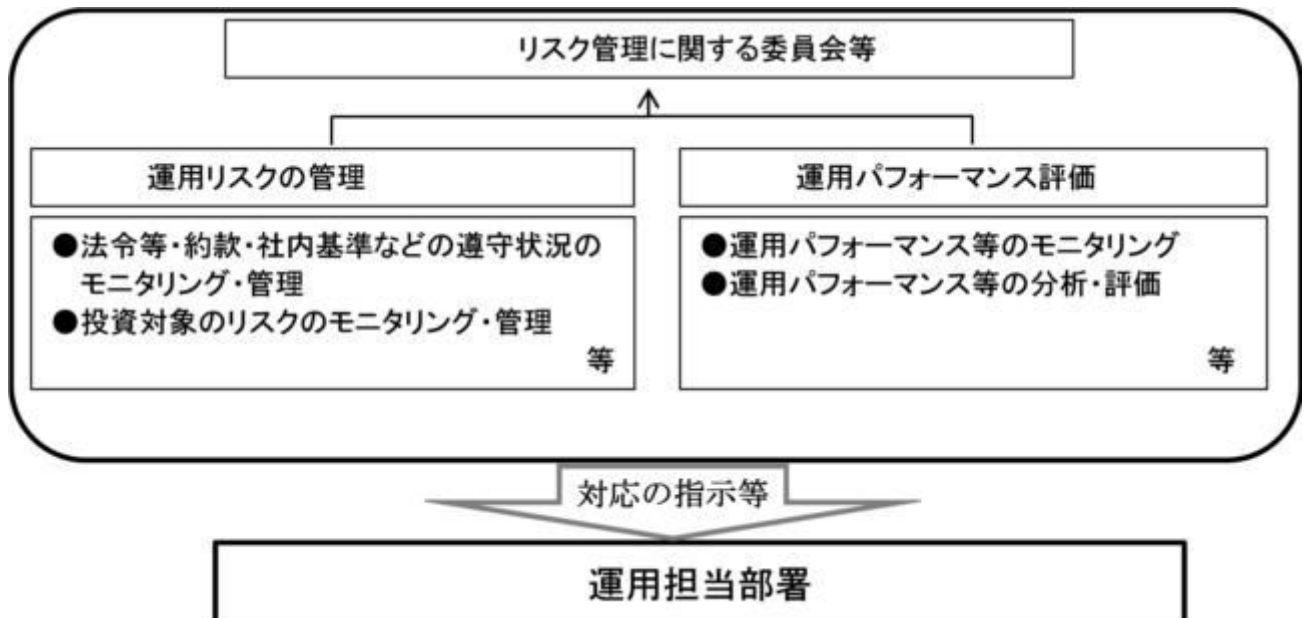 リスク管理に関する委員会等
運用リスクの管理
●法令等・約款・社内基準などの遵守状況の
モニタリング・管理
●投資対象のリスクのモニタリング・管理
等
運用パフォーマンス評価
●運用パフォーマンス等のモニタリング
●運用パフォーマンス等の分析・評価
等
対応の指示等
運用担当部署